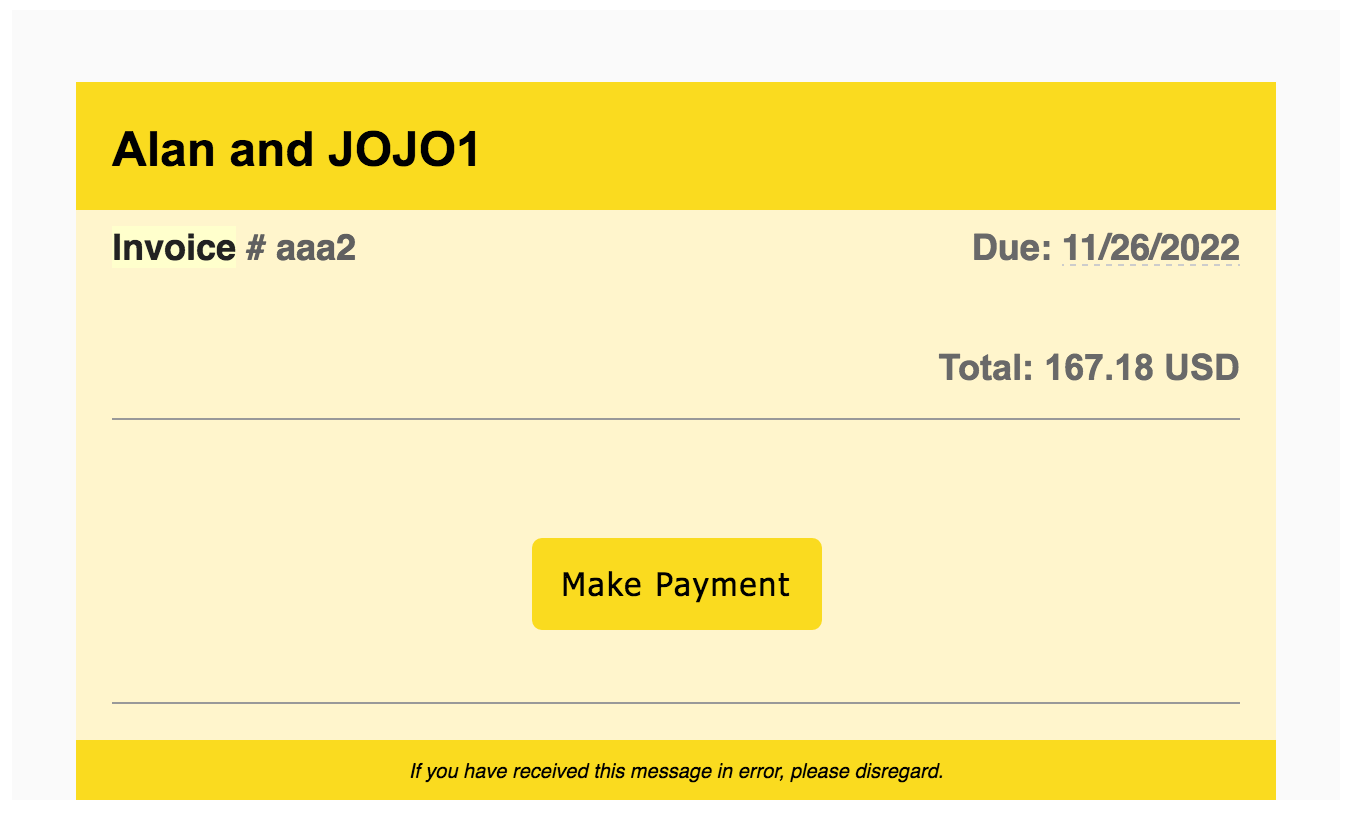 Alan and JOJO1
Invoice # aaa2 Due: 11/26/2022
Total: 167.18 USD
Make Payment
If you have received this message in error, please disregard.